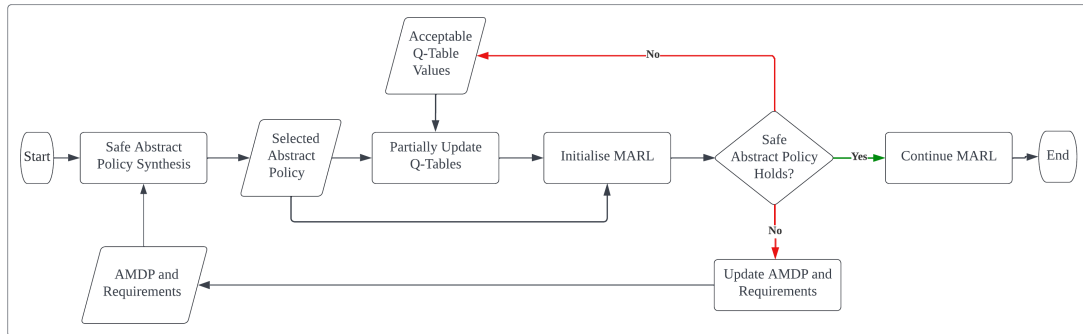 Acceptable
Q-Table
Values
No
Start
Safe Abstract
Policy Synthesis
Selected
Abstract
Policy
Partially Update
Q-Tables
Initialise MARL
Safe
Abstract Policy
Holds?
Yes
Continue MARL
End
No
AMDP and
Requirements
Update AMDP and
Requirements